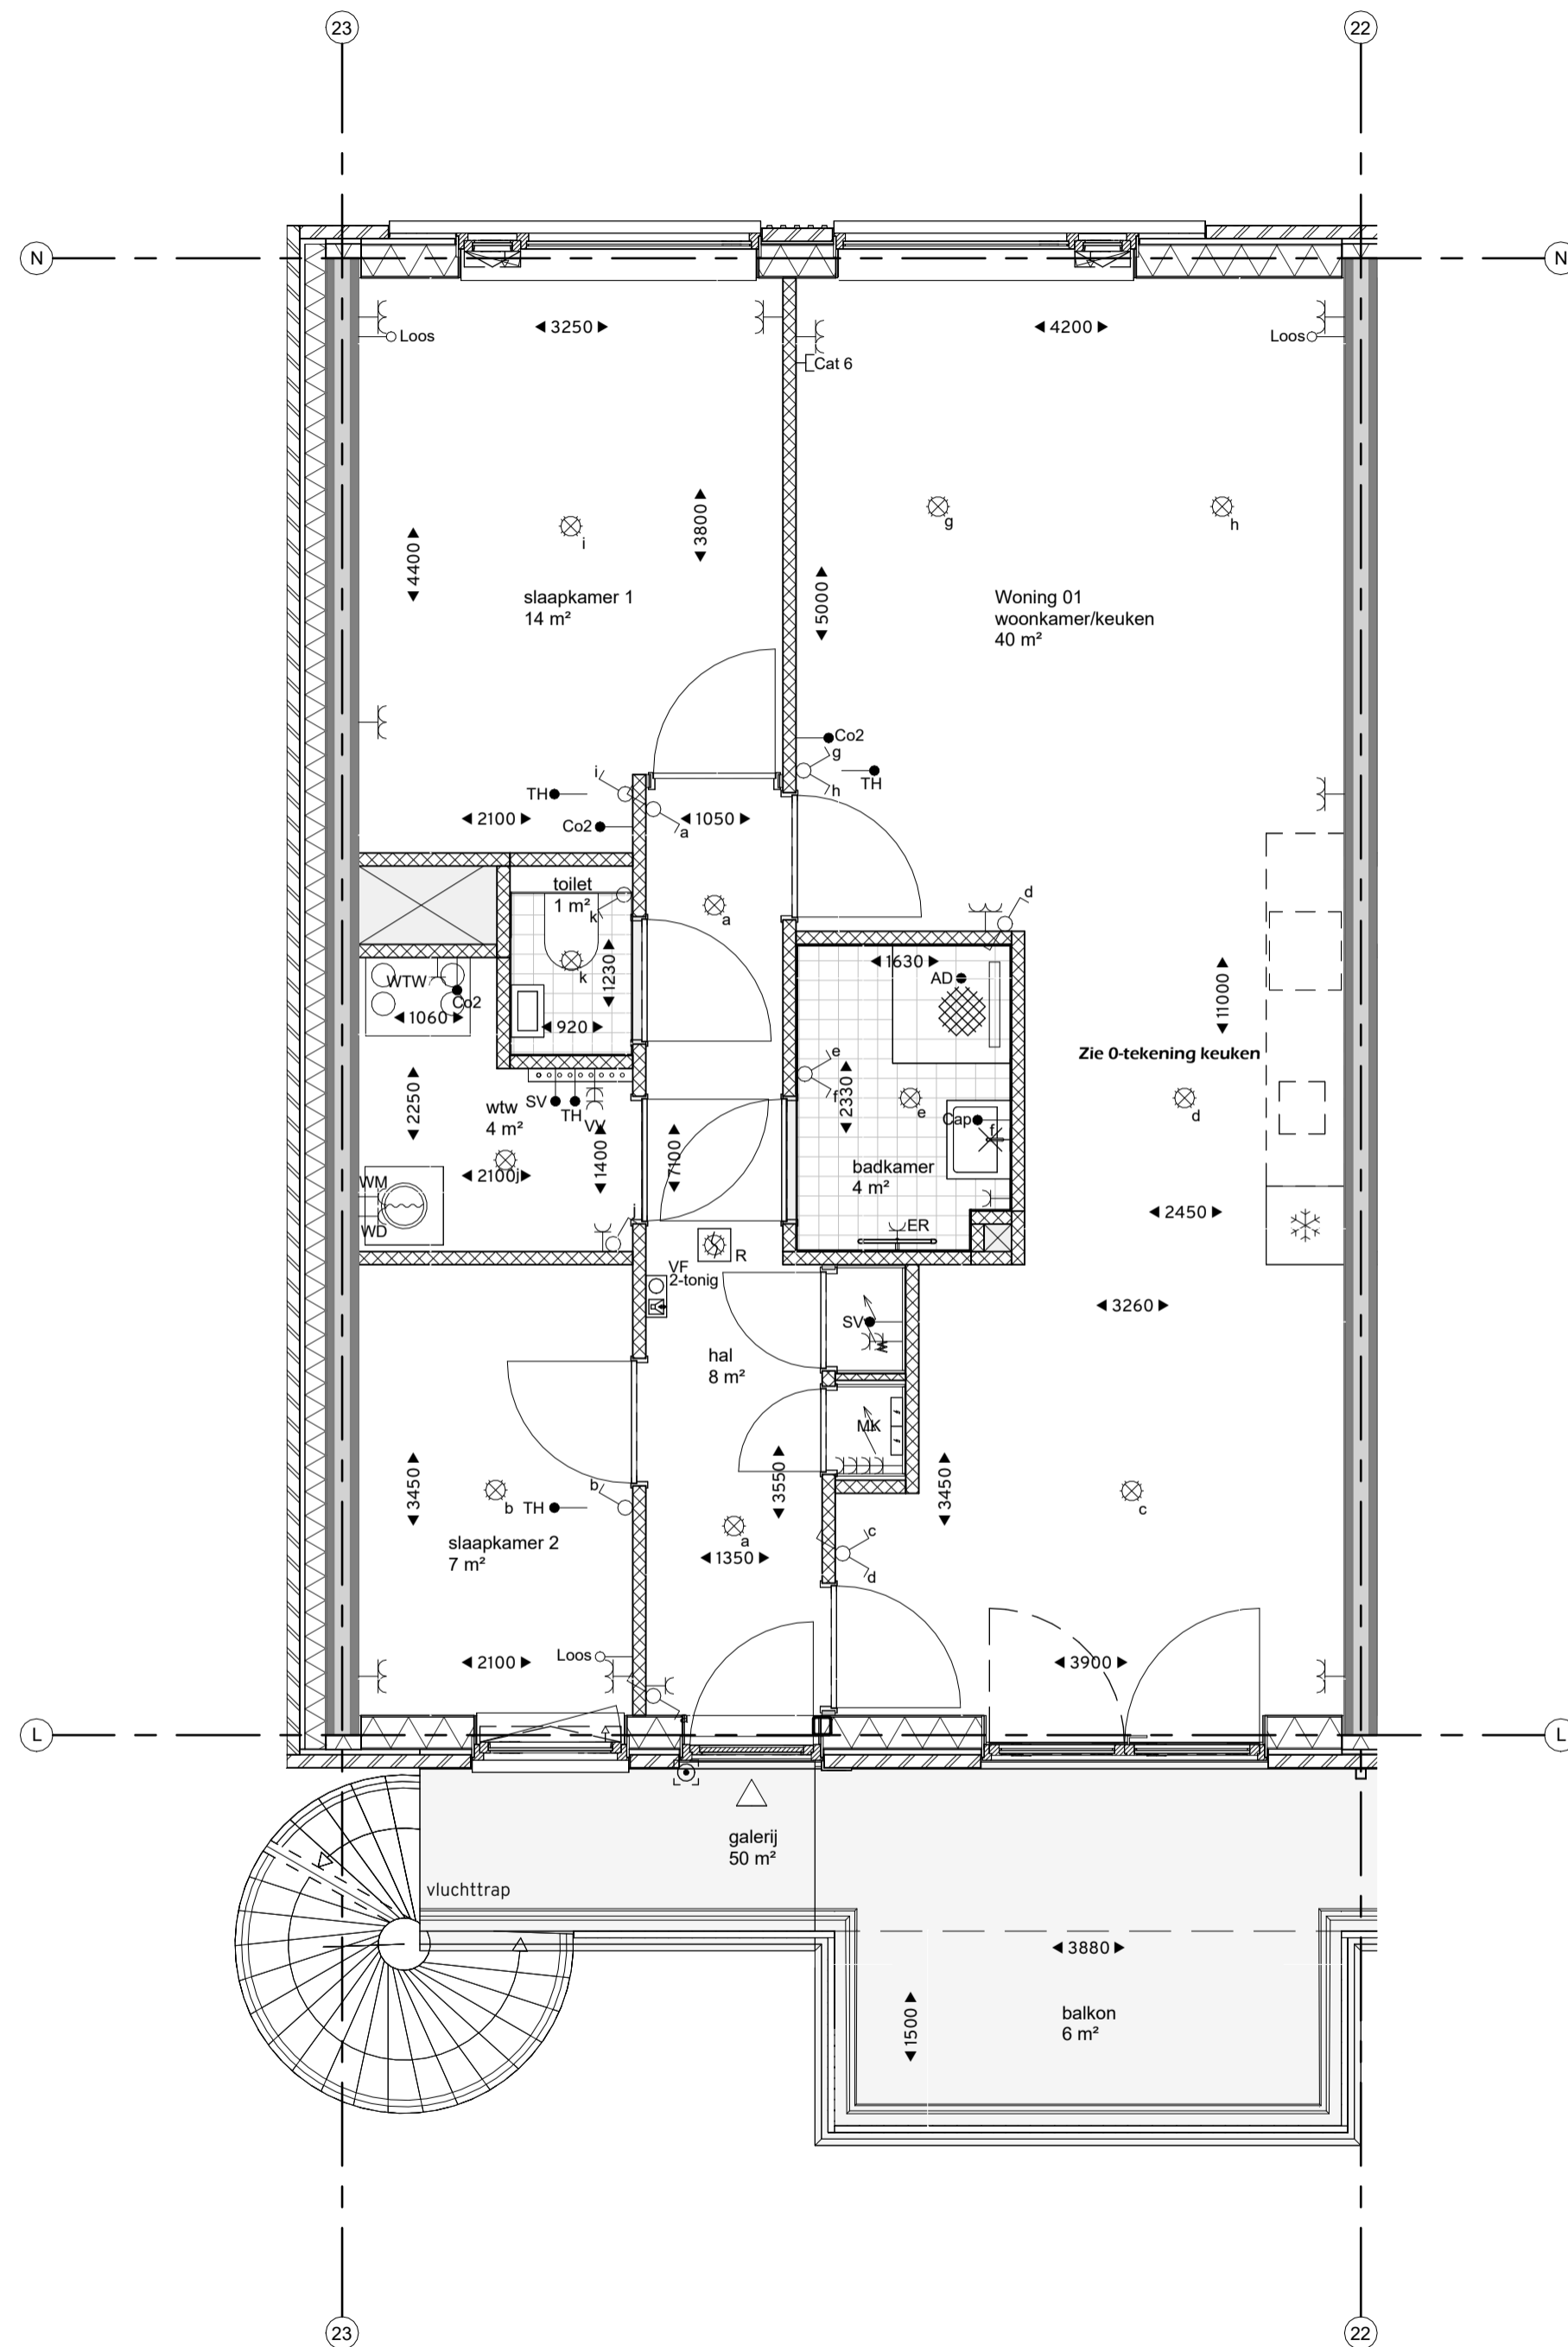 23
22
N
N
3250
4200
Loos
Loos
Cat 6
3800
4400
5000
g
h
i
slaapkamer 1
14 m²
Woning 01
woonkamer/keuken
40 m²
Co2
g
h
TH
i
TH
Co2
a
2100
1050
toilet
1 m²
k
k
a
d
1630
AD
1230
920
WTW
Co2
1060
11000
Zie 0-tekening keuken
e
f
2330
e
d
Cap
f
2250
SV
TH
wtw
4 m²
1400
7100
2100
j
j
WM
WD
badkamer
4 m²
ER
2450
R
VF
2-tonig
3260
SV
hal
8 m²
MK
3450
3550
3450
b
b
TH
c
a
slaapkamer 2
7 m²
1350
c
d
Loos
2100
3900
a
L
L
galerij
50 m²
vluchttrap
3880
1500
balkon
6 m²
23
22